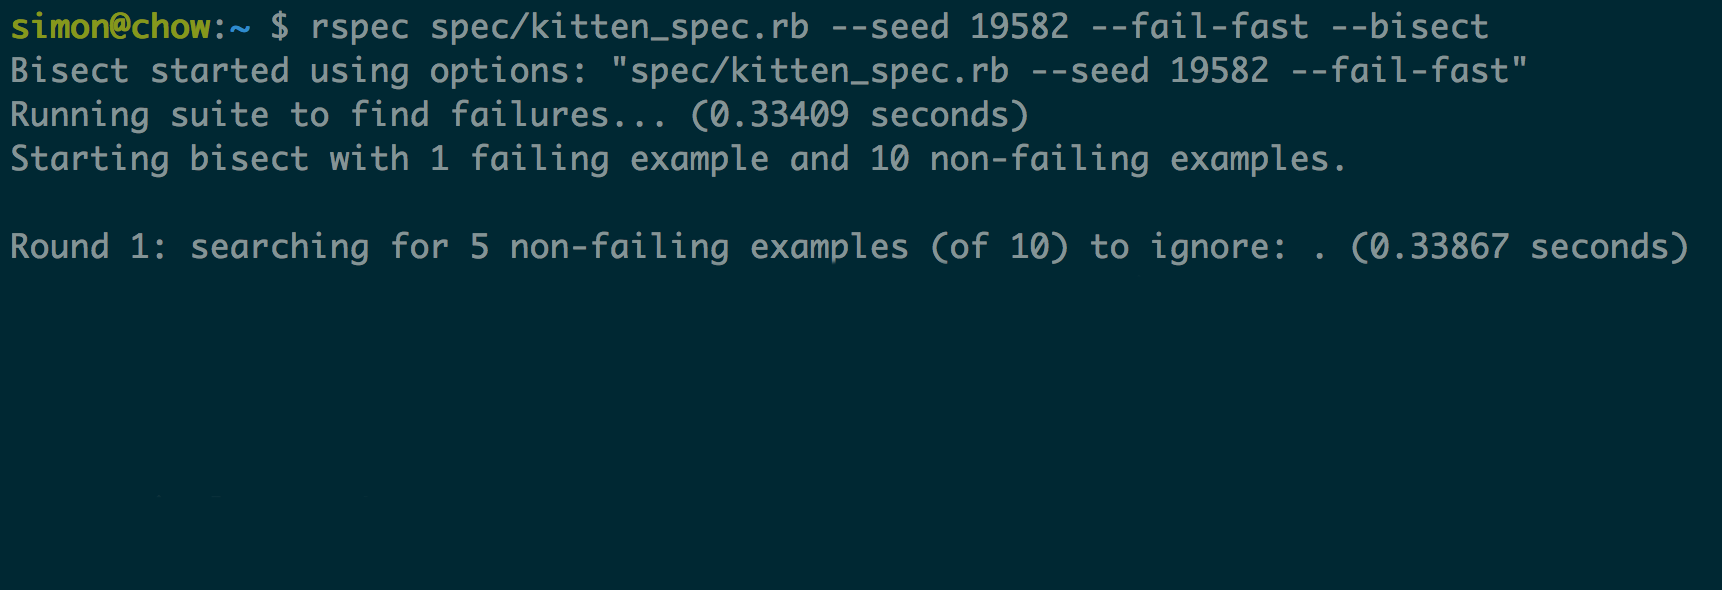 simon@chow:~ $ rspec spec/kitten_spec.rb --seed 19582 --fail-fast --bisect
Bisect started using options: "spec/kitten_spec.rb --seed 19582 --fail-fast"
Running suite to find failures... (0.33409 seconds)
Starting bisect with 1 failing example and 10 non-failing examples.
Round 1: searching for 5 non-failing examples (of 10) to ignore: . (0.33867 seconds)